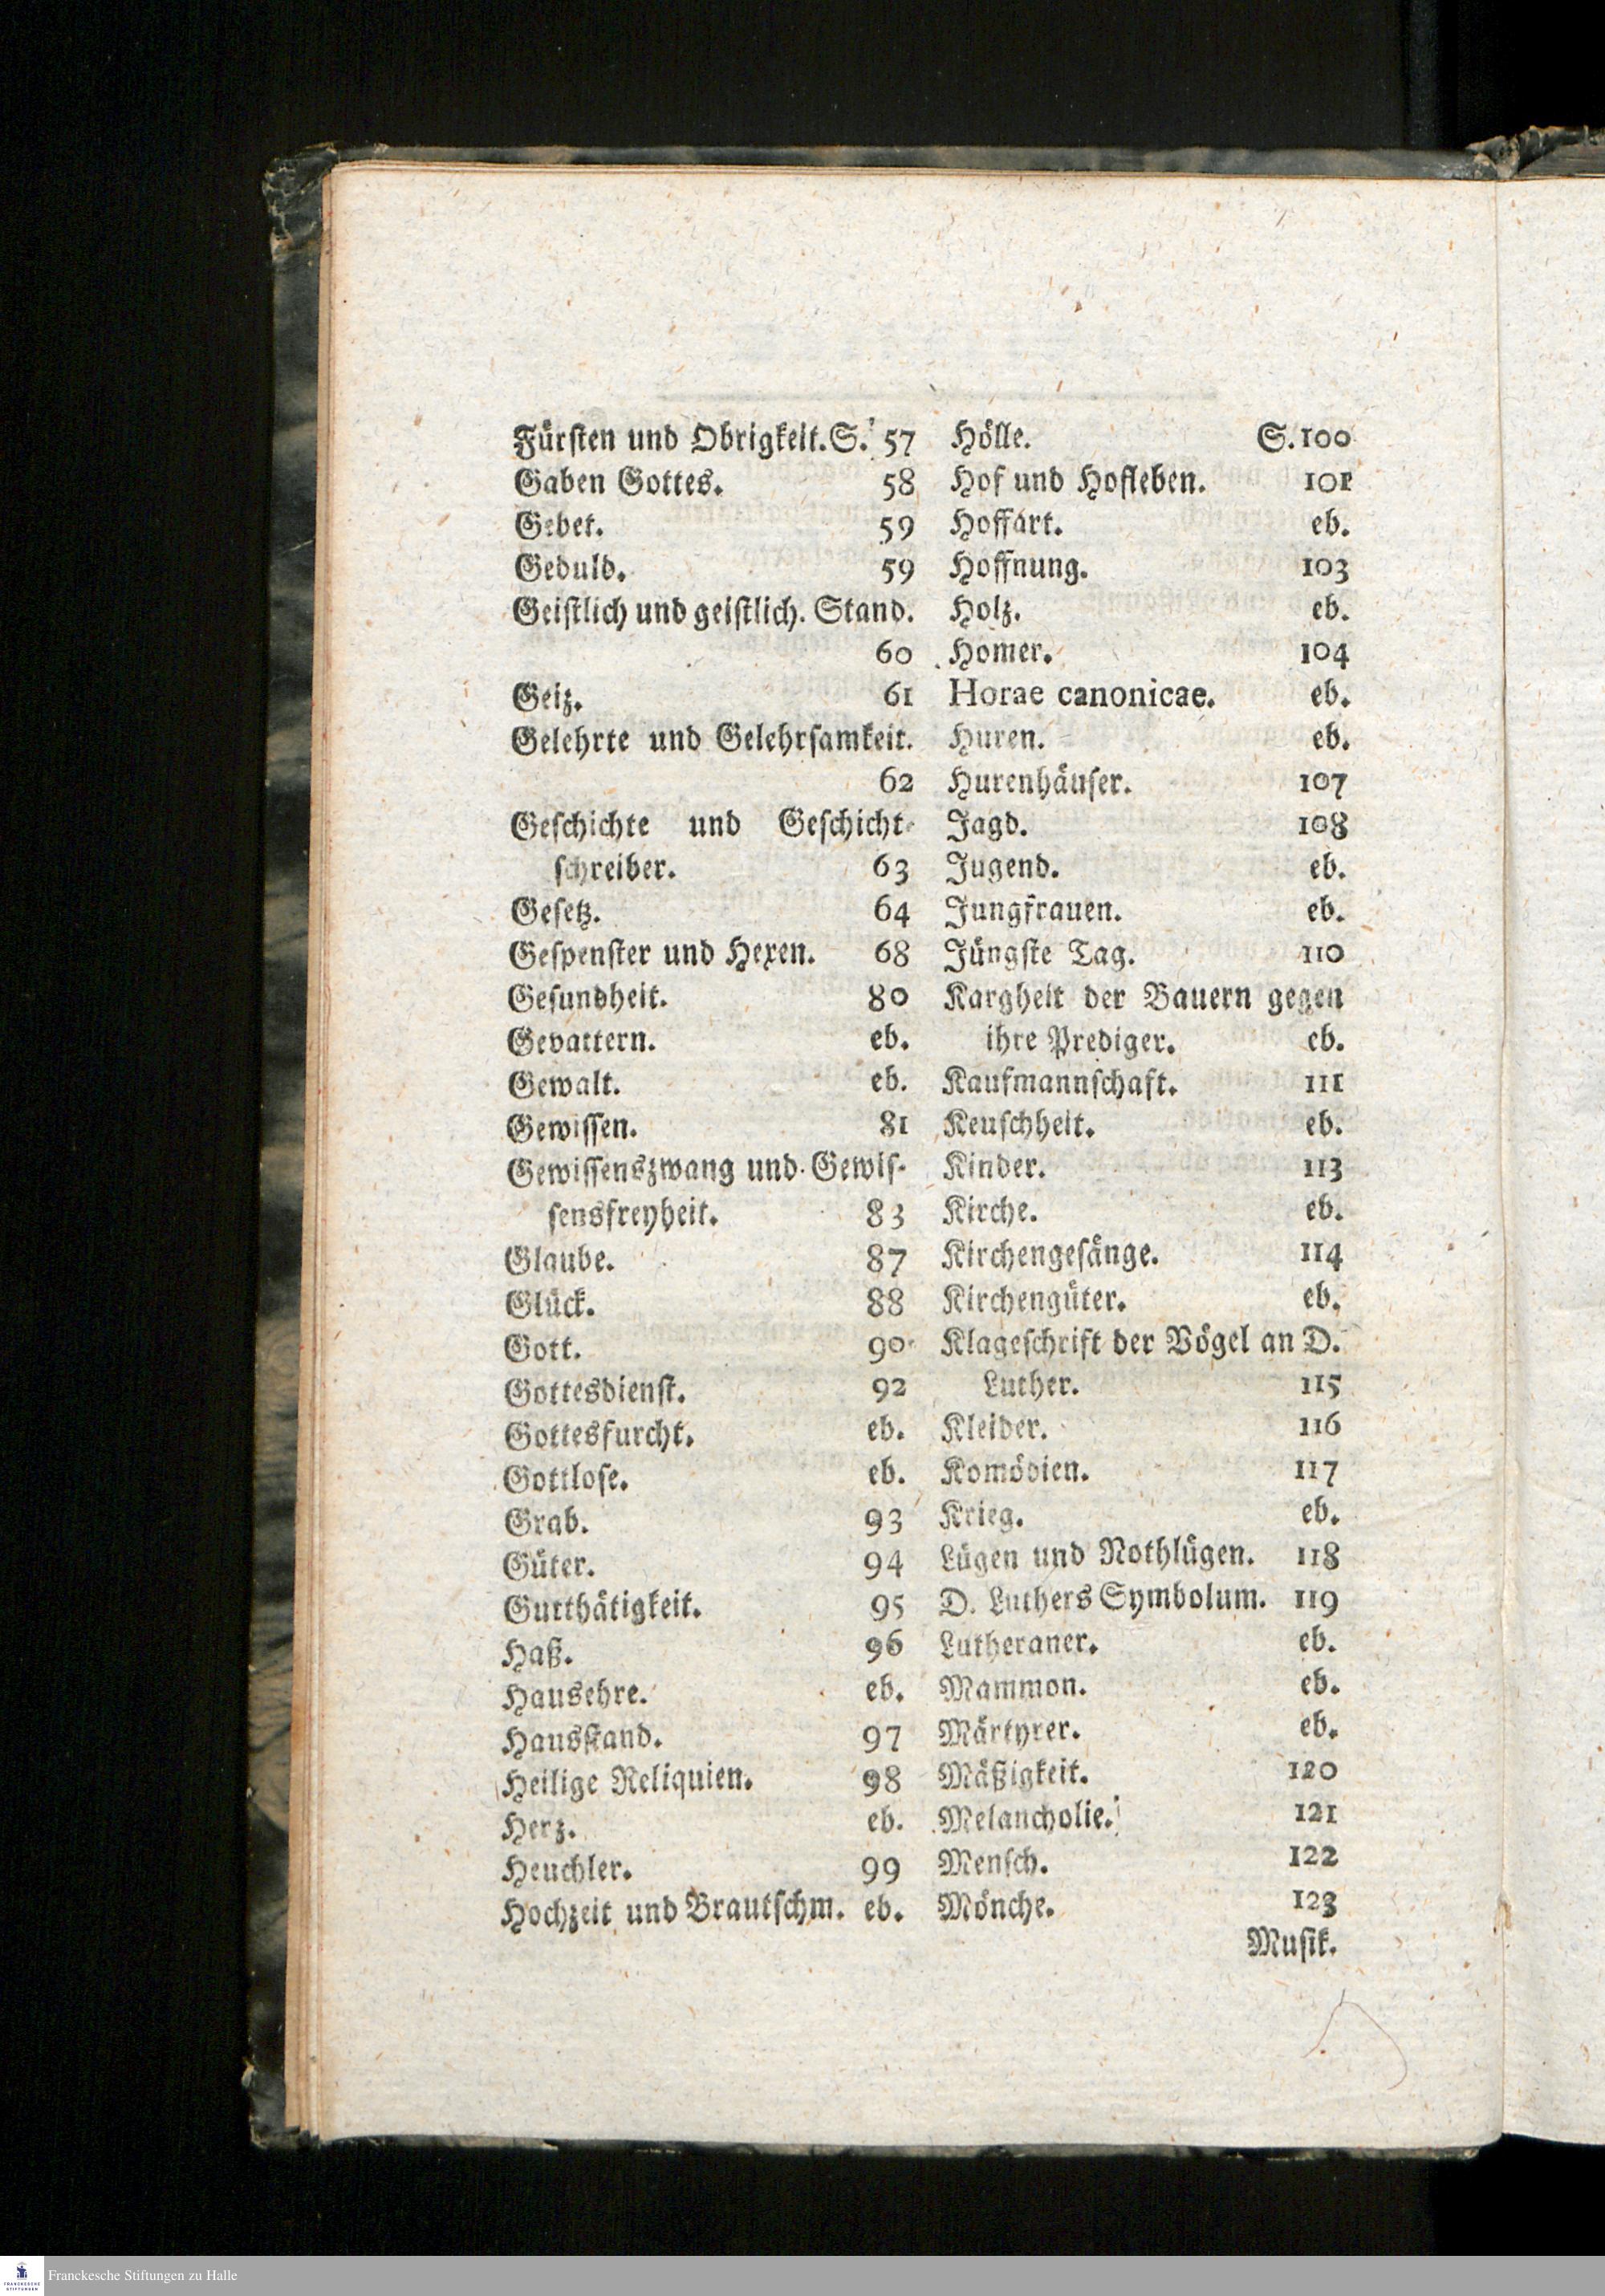 Fürsten und Obrigkeit. S. 57
Gaben Gottes. 58
Gebet. 59
Geduld. 59
Geistlich und geistlich. Stand.
60
Geiz. 61
Gelehrte und Gelehrsamkeit.
62
Geschichte und Geschicht-
schreiber. 63
Gesetz. 64
Gespenster und Hexen. 68
Gesundheit. 80
Gevattern. eb.
Gewalt. eb.
Gewissen. 81
Gewissenszwang und Gewis-
sensfreyheit. 83
Glaube. 87
Glück. 88
Gott. 90
Gottesdienst. 92
Gottesfurcht. eb.
Gottlose. eb.
Grab. 93
Güter. 94
Gutthätigkeit. 95
Haß. 96
Hausehre. eb.
Hausstand. 97
Heilige Reliquien. 98
Herz. eb.
Heuchler. 99
Hochzeit und Brautschm. eb.
Hölle. S. 100
Hof und Hofleben. 101
Hoffart. eb.
Hoffnung. 103
Holz. eb.
Homer. 104
Horae canonicae. eb.
Huren. eb.
Hurenhäuser. 107
Jagd. 108
Jugend. eb.
Jungfrauen. eb.
Jüngste Tag. 110
Kargheit der Bauern gegen
ihre Prediger. eb.
Kaufmannschaft. 111
Keuschheit. eb.
Kinder. 113
Kirche. eb.
Kirchengesänge. 114
Kirchengüter. eb.
Klageschrift der Vögel an D.
Luther. 115
Kleider. 116
Komödien. 117
Krieg. eb.
Lügen und Nothlügen. 118
D. Luthers Symbolum. 119
Lutheraner. eb.
Mammon. eb.
Märtyrer. eb.
Mäßigkeit. 120
Melancholie. 121
Mensch. 122
Mönche. 123
Musik.
Franckesche Stiftungen zu Halle
FRANCKESCHE
STIFTUNGEN